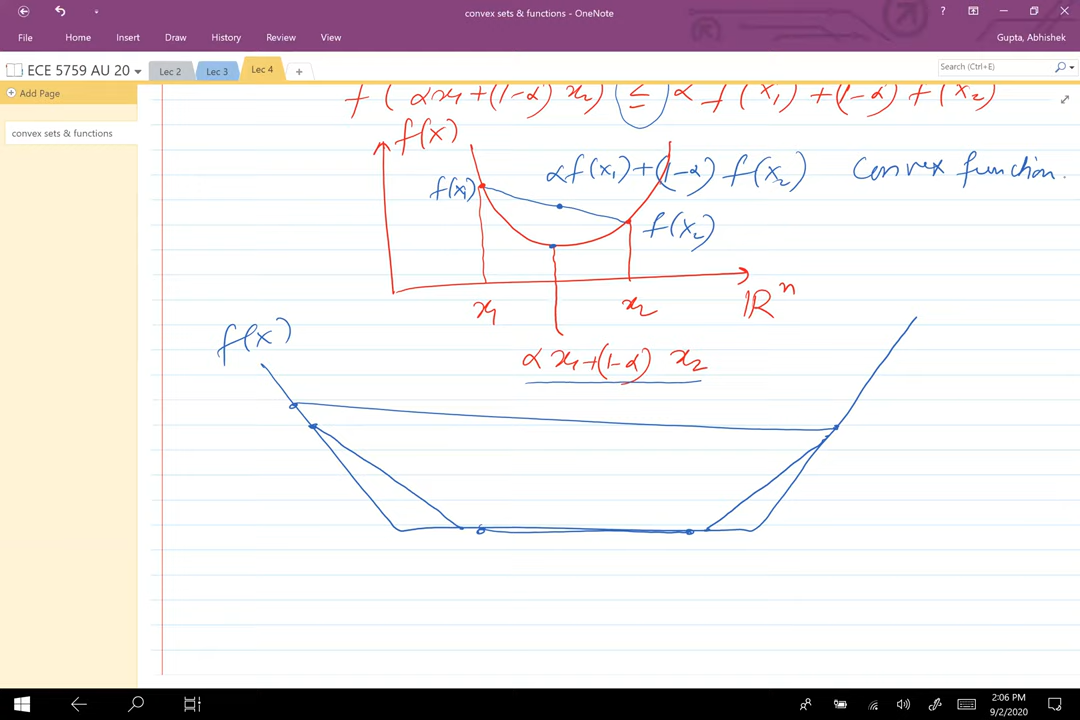 convex sets & functions - OneNote
?
File Home Insert Draw History Review View
Gupta, Abhishek
ECE 5759 AU 20
Lec 2 Lec 3 Lec 4 +
Search (Ctrl+E)
Add Page
convex sets & functions
f( αx₁+(1-α) x₂) ≤ α f(x₁) +(1-α) f(x₂)
f(x)
αf(x₁)+(1-α) f(x₂) Convex function.
f(x₁)
f(x₂)
x₁ x₂ ℝⁿ
f(x)
αx₁+(1-α) x₂
2:06 PM
9/2/2020